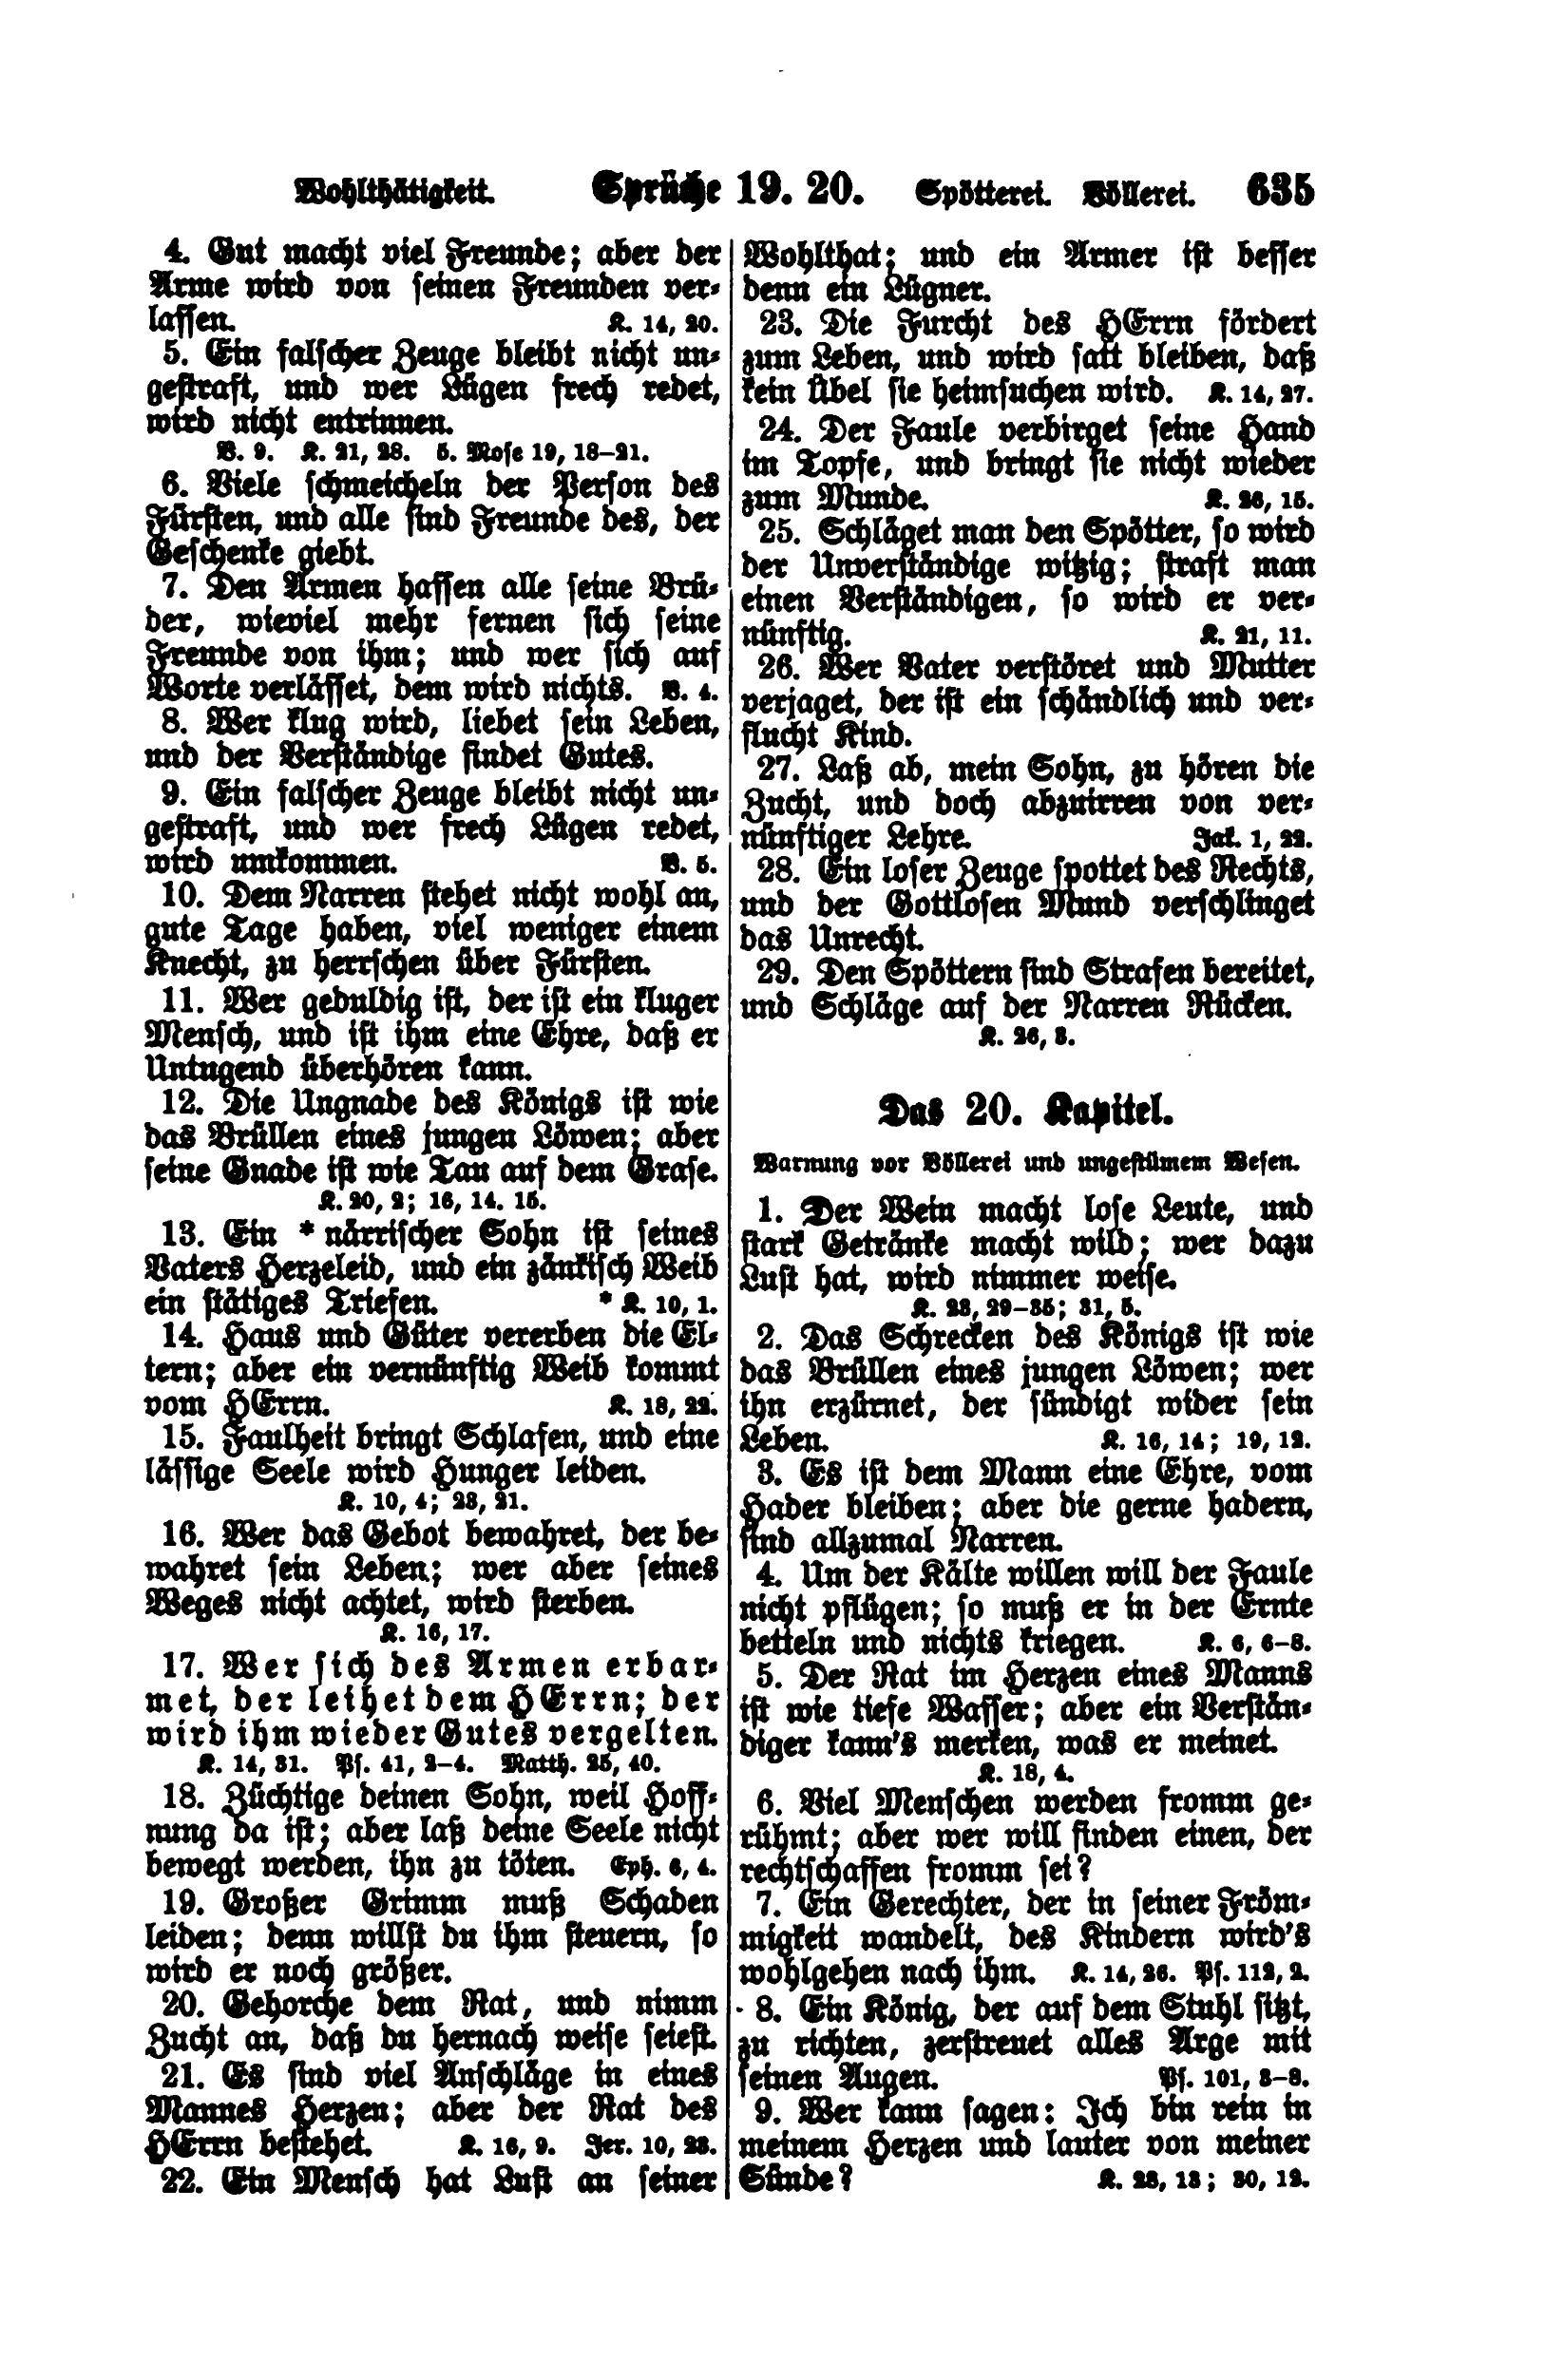 Wohlthätigkeit. Sprüche 19. 20. Spötterei. Völlerei. 635
4. Gut macht viel Freunde; aber der
Arme wird von seinen Freunden ver-
lassen. K. 14, 20.
5. Ein falscher Zeuge bleibt nicht un-
gestraft, und wer Lügen frech redet,
wird nicht entrinnen.
V. 9. K. 21, 28. 5. Mose 19, 18–21.
6. Viele schmeicheln der Person des
Fürsten, und alle sind Freunde des, der
Geschenke giebt.
7. Den Armen hassen alle seine Brü-
der, wieviel mehr fernen sich seine
Freunde von ihm; und wer sich auf
Worte verlässet, dem wird nichts. V. 4.
8. Wer klug wird, liebet sein Leben,
und der Verständige findet Gutes.
9. Ein falscher Zeuge bleibt nicht un-
gestraft, und wer frech Lügen redet,
wird umkommen. V. 5.
10. Dem Narren stehet nicht wohl an,
gute Tage haben, viel weniger einem
Knecht, zu herrschen über Fürsten.
11. Wer geduldig ist, der ist ein kluger
Mensch, und ist ihm eine Ehre, daß er
Untugend überhören kann.
12. Die Ungnade des Königs ist wie
das Brüllen eines jungen Löwen; aber
seine Gnade ist wie Tau auf dem Grase.
K. 20, 2; 16, 14. 15.
13. Ein * närrischer Sohn ist seines
Vaters Herzeleid, und ein zänkisch Weib
ein stätiges Triefen. * K. 10, 1.
14. Haus und Güter vererben die El-
tern; aber ein vernünftig Weib kommt
vom HErrn. K. 18, 22.
15. Faulheit bringt Schlafen, und eine
lässige Seele wird Hunger leiden.
K. 10, 4; 23, 21.
16. Wer das Gebot bewahret, der be-
wahret sein Leben; wer aber seines
Weges nicht achtet, wird sterben.
K. 16, 17.
17. Wer sich des Armen erbar-
met, der leihet dem HErrn; der
wird ihm wieder Gutes vergelten.
K. 14, 31. Ps. 41, 2–4. Matth. 25, 40.
18. Züchtige deinen Sohn, weil Hoff-
nung da ist; aber laß deine Seele nicht
bewegt werden, ihn zu töten. Eph. 6, 4.
19. Großer Grimm muß Schaden
leiden; denn willst du ihm steuern, so
wird er noch größer.
20. Gehorche dem Rat, und nimm
Zucht an, daß du hernach weise seiest.
21. Es sind viel Anschläge in eines
Mannes Herzen; aber der Rat des
HErrn bestehet. K. 16, 9. Jer. 10, 23.
22. Ein Mensch hat Lust an seiner
Wohlthat; und ein Armer ist besser
denn ein Lügner.
23. Die Furcht des HErrn fördert
zum Leben, und wird satt bleiben, daß
kein Übel sie heimsuchen wird. K. 14, 27.
24. Der Faule verbirget seine Hand
im Topfe, und bringt sie nicht wieder
zum Munde. K. 26, 15.
25. Schläget man den Spötter, so wird
der Unverständige witzig; straft man
einen Verständigen, so wird er ver-
nünftig. K. 21, 11.
26. Wer Vater verstöret und Mutter
verjaget, der ist ein schändlich und ver-
flucht Kind.
27. Laß ab, mein Sohn, zu hören die
Zucht, und doch abzuirren von ver-
nünftiger Lehre. Jak. 1, 22.
28. Ein loser Zeuge spottet des Rechts,
und der Gottlosen Mund verschlinget
das Unrecht.
29. Den Spöttern sind Strafen bereitet,
und Schläge auf der Narren Rücken.
K. 26, 3.
Das 20. Kapitel.
Warnung vor Völlerei und ungestümem Wesen.
1. Der Wein macht lose Leute, und
stark Getränke macht wild; wer dazu
Lust hat, wird nimmer weise.
K. 23, 29–35; 31, 5.
2. Das Schrecken des Königs ist wie
das Brüllen eines jungen Löwen; wer
ihn erzürnet, der sündigt wider sein
Leben. K. 16, 14; 19, 12.
3. Es ist dem Mann eine Ehre, vom
Hader bleiben; aber die gerne hadern,
sind allzumal Narren.
4. Um der Kälte willen will der Faule
nicht pflügen; so muß er in der Ernte
betteln und nichts kriegen. K. 6, 6–8.
5. Der Rat im Herzen eines Manns
ist wie tiefe Wasser; aber ein Verstän-
diger kann's merken, was er meinet.
K. 18, 4.
6. Viel Menschen werden fromm ge-
rühmt; aber wer will finden einen, der
rechtschaffen fromm sei?
7. Ein Gerechter, der in seiner Fröm-
migkeit wandelt, des Kindern wird's
wohlgehen nach ihm. K. 14, 26. Ps. 112, 2.
8. Ein König, der auf dem Stuhl sitzt,
zu richten, zerstreuet alles Arge mit
seinen Augen. Ps. 101, 3–8.
9. Wer kann sagen: Ich bin rein in
meinem Herzen und lauter von meiner
Sünde? K. 28, 13; 30, 12.